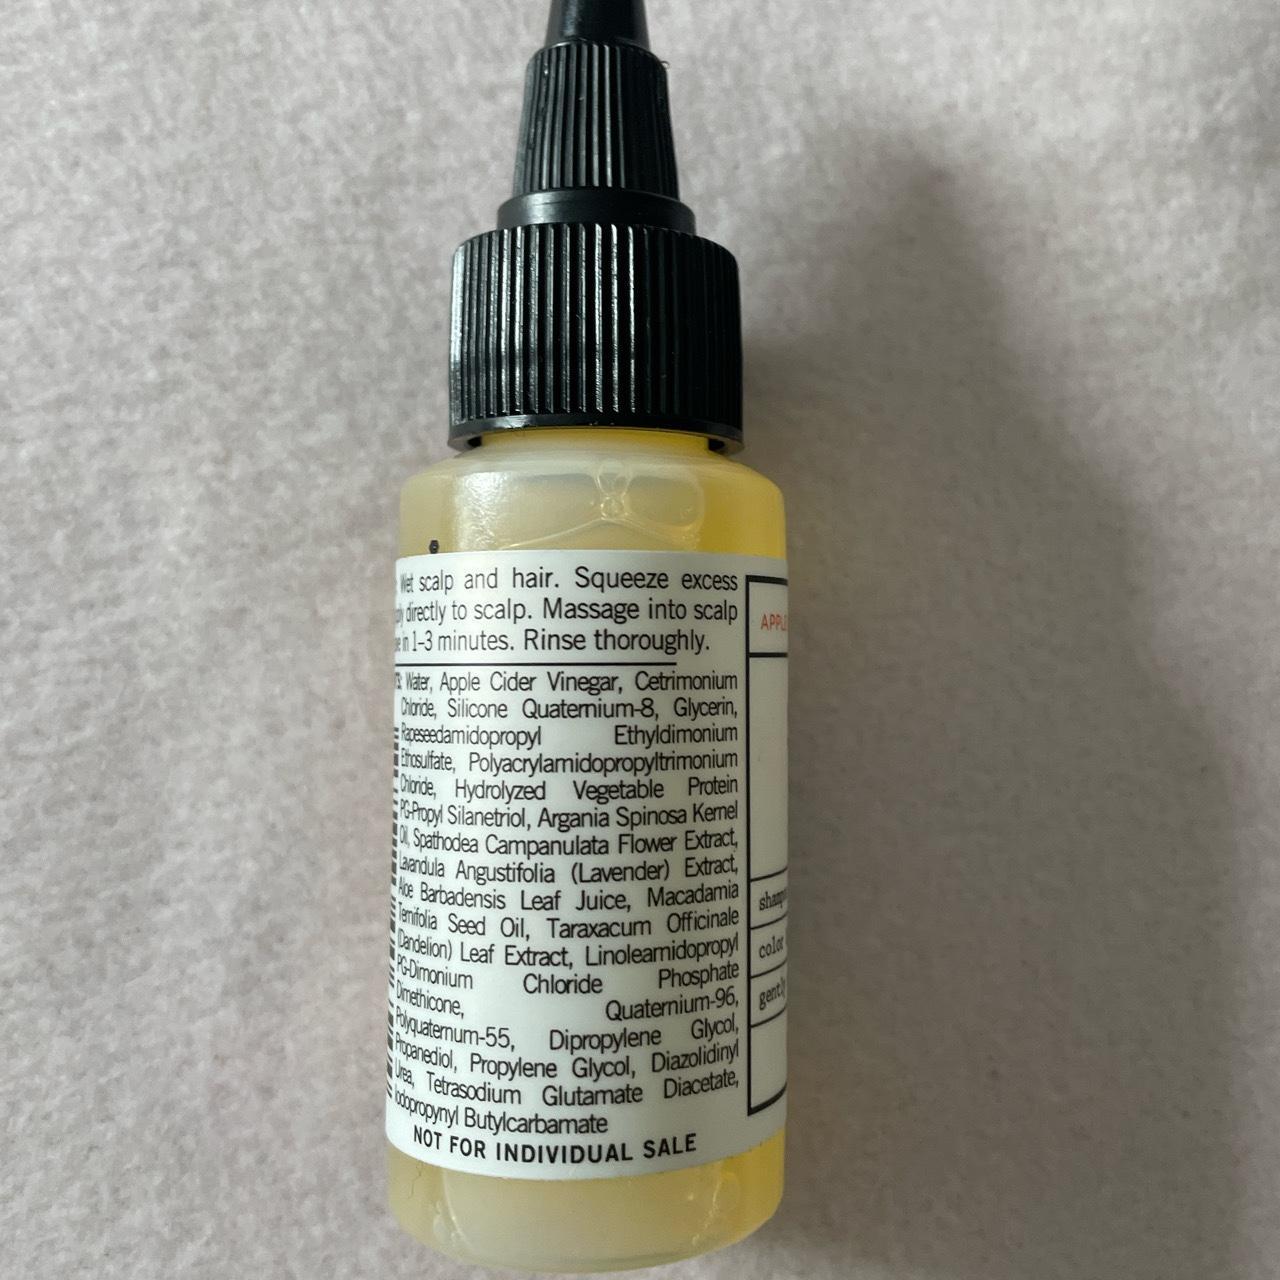 Wet scalp and hair. Squeeze excess
directly to scalp. Massage into scalp
in 1–3 minutes. Rinse thoroughly.
Water, Apple Cider Vinegar, Cetrimonium
Chloride, Silicone Quaternium-8, Glycerin,
Rapeseedamidopropyl Ethyldimonium
Ethosulfate, Polyacrylamidopropyltrimonium
Chloride, Hydrolyzed Vegetable Protein
PG-Propyl Silanetriol, Argania Spinosa Kernel
Oil, Spathodea Campanulata Flower Extract,
Lavandula Angustifolia (Lavender) Extract,
Aloe Barbadensis Leaf Juice, Macadamia
Ternifolia Seed Oil, Taraxacum Officinale
(Dandelion) Leaf Extract, Linoleamidopropyl
PG-Dimonium Chloride Phosphate
Dimethicone, Quaternium-96,
Polyquaternum-55, Dipropylene Glycol,
Propanediol, Propylene Glycol, Diazolidinyl
Urea, Tetrasodium Glutamate Diacetate,
Iodopropynyl Butylcarbamate
NOT FOR INDIVIDUAL SALE
color
gently